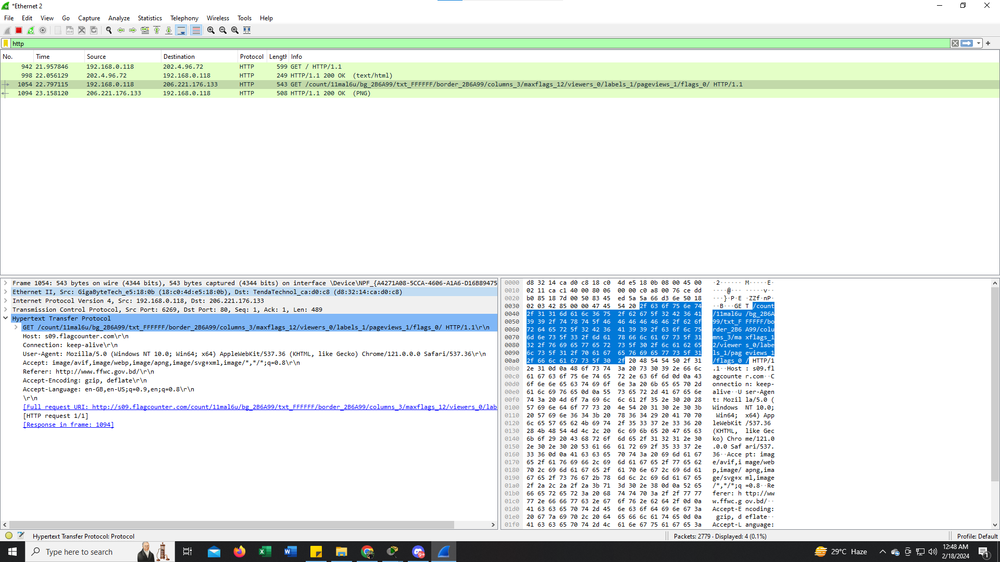 *Ethernet 2
File Edit View Go Capture Analyze Statistics Telephony Wireless Tools Help
http
No. Time Source Destination Protocol Length Info
942 21.957846 192.168.0.118 202.4.96.72 HTTP 599 GET / HTTP/1.1
998 22.056129 202.4.96.72 192.168.0.118 HTTP 249 HTTP/1.1 200 OK (text/html)
1054 22.797115 192.168.0.118 206.221.176.133 HTTP 543 GET /count/11mal6u/bg_2B6A99/txt_FFFFFF/border_2B6A99/columns_3/maxflags_12/viewers_0/labels_1/pageviews_1/flags_0/ HTTP/1.1
1094 23.158120 206.221.176.133 192.168.0.118 HTTP 508 HTTP/1.1 200 OK (PNG)
Frame 1054: 543 bytes on wire (4344 bits), 543 bytes captured (4344 bits) on interface \Device\NPF_{A4271A08-5CCA-4606-A1A6-D16B89475
Ethernet II, Src: GigaByteTech_e5:18:0b (18:c0:4d:e5:18:0b), Dst: TendaTechnol_ca:d0:c8 (d8:32:14:ca:d0:c8)
Internet Protocol Version 4, Src: 192.168.0.118, Dst: 206.221.176.133
Transmission Control Protocol, Src Port: 6269, Dst Port: 80, Seq: 1, Ack: 1, Len: 489
Hypertext Transfer Protocol
GET /count/11mal6u/bg_2B6A99/txt_FFFFFF/border_2B6A99/columns_3/maxflags_12/viewers_0/labels_1/pageviews_1/flags_0/ HTTP/1.1\r\n
Host: s09.flagcounter.com\r\n
Connection: keep-alive\r\n
User-Agent: Mozilla/5.0 (Windows NT 10.0; Win64; x64) AppleWebKit/537.36 (KHTML, like Gecko) Chrome/121.0.0.0 Safari/537.36\r\n
Accept: image/avif,image/webp,image/apng,image/svg+xml,image/*,*/*;q=0.8\r\n
Referer: http://www.ffwc.gov.bd/\r\n
Accept-Encoding: gzip, deflate\r\n
Accept-Language: en-GB,en-US;q=0.9,en;q=0.8\r\n
\r\n
[Full request URI: http://s09.flagcounter.com/count/11mal6u/bg_2B6A99/txt_FFFFFF/border_2B6A99/columns_3/maxflags_12/viewers_0/lab
[HTTP request 1/1]
[Response in frame: 1094]
0000 d8 32 14 ca d0 c8 18 c0 4d e5 18 0b 08 00 45 00 ·2······ M·····E·
0010 02 11 ca c1 40 00 80 06 00 00 c0 a8 00 76 ce dd ····@··· ·····v··
0020 b0 85 18 7d 00 50 83 45 ed 5a 5a 66 d3 6e 50 18 ···}·P·E ·ZZf·nP·
0030 02 03 42 85 00 00 47 45 54 20 2f 63 6f 75 6e 74 ··B···GE T /count
0040 2f 31 31 6d 61 6c 36 75 2f 62 67 5f 32 42 36 41 /11mal6u /bg_2B6A
0050 39 39 2f 74 78 74 5f 46 46 46 46 46 46 2f 62 6f 99/txt_F FFFFF/bo
0060 72 64 65 72 5f 32 42 36 41 39 39 2f 63 6f 6c 75 rder_2B6 A99/colu
0070 6d 6e 73 5f 33 2f 6d 61 78 66 6c 61 67 73 5f 31 mns_3/ma xflags_1
0080 32 2f 76 69 65 77 65 72 73 5f 30 2f 6c 61 62 65 2/viewer s_0/labe
0090 6c 73 5f 31 2f 70 61 67 65 76 69 65 77 73 5f 31 ls_1/pag eviews_1
00a0 2f 66 6c 61 67 73 5f 30 2f 20 48 54 54 50 2f 31 /flags_0 / HTTP/1
00b0 2e 31 0d 0a 48 6f 73 74 3a 20 73 30 39 2e 66 6c .1··Host : s09.fl
00c0 61 67 63 6f 75 6e 74 65 72 2e 63 6f 6d 0d 0a 43 agcounte r.com··C
00d0 6f 6e 6e 65 63 74 69 6f 6e 3a 20 6b 65 65 70 2d onnectio n: keep-
00e0 61 6c 69 76 65 0d 0a 55 73 65 72 2d 41 67 65 6e alive··U ser-Agen
00f0 74 3a 20 4d 6f 7a 69 6c 6c 61 2f 35 2e 30 20 28 t: Mozil la/5.0 (
0100 57 69 6e 64 6f 77 73 20 4e 54 20 31 30 2e 30 3b Windows NT 10.0;
0110 20 57 69 6e 36 34 3b 20 78 36 34 29 20 41 70 70 Win64; x64) App
0120 6c 65 57 65 62 4b 69 74 2f 35 33 37 2e 33 36 20 leWebKit /537.36
0130 28 4b 48 54 4d 4c 2c 20 6c 69 6b 65 20 47 65 63 (KHTML, like Gec
0140 6b 6f 29 20 43 68 72 6f 6d 65 2f 31 32 31 2e 30 ko) Chro me/121.0
0150 2e 30 2e 30 20 53 61 66 61 72 69 2f 35 33 37 2e .0.0 Saf ari/537.
0160 33 36 0d 0a 41 63 63 65 70 74 3a 20 69 6d 61 67 36··Acce pt: imag
0170 65 2f 61 76 69 66 2c 69 6d 61 67 65 2f 77 65 62 e/avif,i mage/web
0180 70 2c 69 6d 61 67 65 2f 61 70 6e 67 2c 69 6d 61 p,image/ apng,ima
0190 67 65 2f 73 76 67 2b 78 6d 6c 2c 69 6d 61 67 65 ge/svg+x ml,image
01a0 2f 2a 2c 2a 2f 2a 3b 71 3d 30 2e 38 0d 0a 52 65 /*,*/*;q =0.8··Re
01b0 66 65 72 65 72 3a 20 68 74 74 70 3a 2f 2f 77 77 ferer: h ttp://ww
01c0 77 2e 66 66 77 63 2e 67 6f 76 2e 62 64 2f 0d 0a w.ffwc.g ov.bd/··
01d0 41 63 63 65 70 74 2d 45 6e 63 6f 64 69 6e 67 3a Accept-E ncoding:
01e0 20 67 7a 69 70 2c 20 64 65 66 6c 61 74 65 0d 0a gzip, d eflate··
01f0 41 63 63 65 70 74 2d 4c 61 6e 67 75 61 67 65 3a Accept-L anguage:
Hypertext Transfer Protocol: Protocol
Packets: 2779 · Displayed: 4 (0.1%)
Profile: Default
Type here to search
9+
29°C Haze
12:48 AM
2/18/2024
1